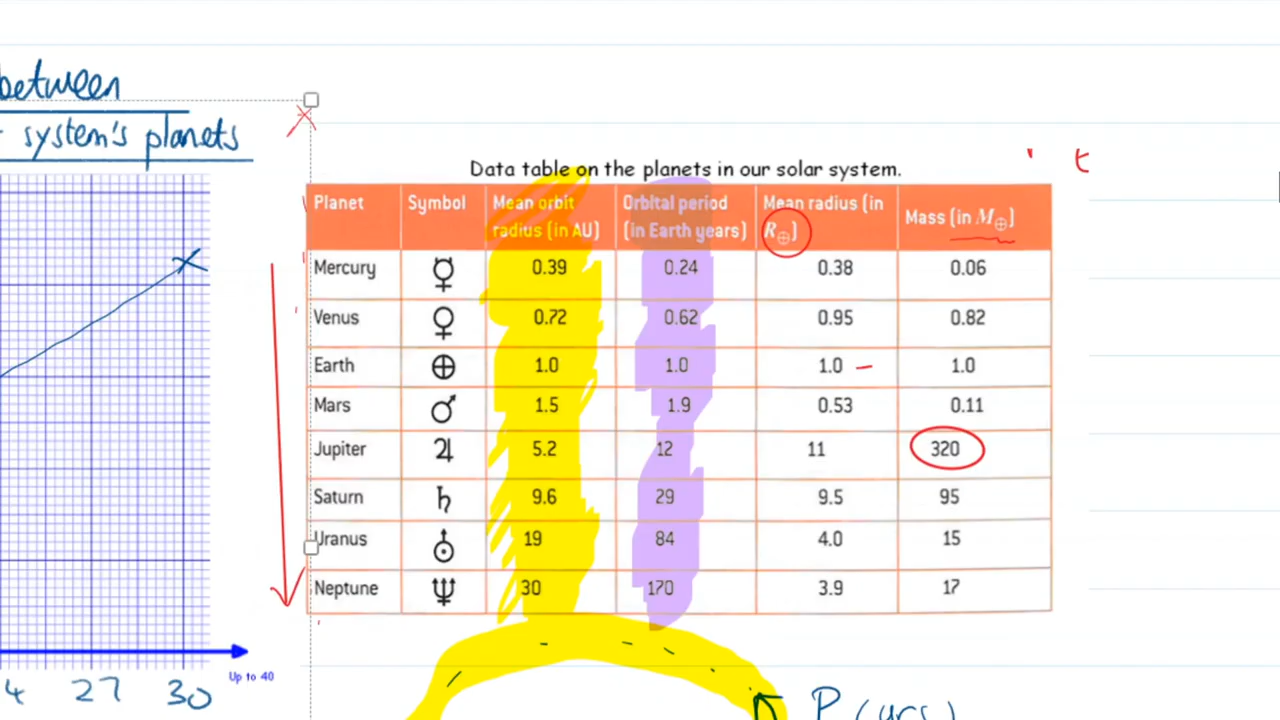 between
system's planets
Data table on the planets in our solar system.
Planet Symbol Mean orbit radius (in AU) Orbital period (in Earth years) Mean radius (in R⊕) Mass (in M⊕)
Mercury ☿ 0.39 0.24 0.38 0.06
Venus ♀ 0.72 0.62 0.95 0.82
Earth ⊕ 1.0 1.0 1.0 1.0
Mars ♂ 1.5 1.9 0.53 0.11
Jupiter ♃ 5.2 12 11 320
Saturn ♄ 9.6 29 9.5 95
Uranus ⛢ 19 84 4.0 15
Neptune ♆ 30 170 3.9 17
4 27 30 Up to 40
P (yrs)